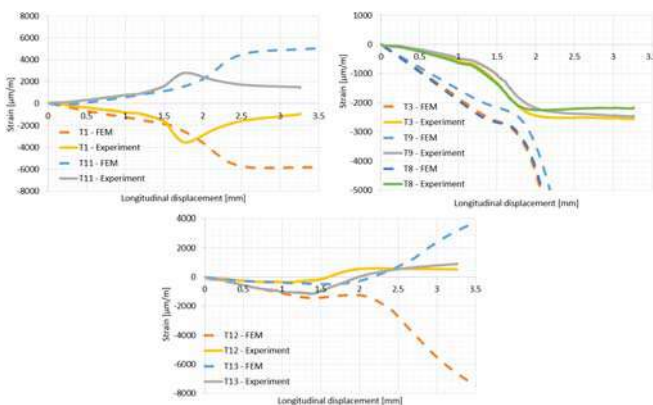 8000
6000
4000
2000
0
-2000
-4000
-6000
-8000
Strain [µm/m]
0 0.5 1 1.5 2 2.5 3 3.5
T1 - FEM
T1 - Experiment
T11 - FEM
T11 - Experiment
Longitudinal displacement [mm]
1000
0
-1000
-2000
-3000
-4000
-5000
Strain [µm/m]
0 0.5 1 1.5 2 2.5 3 3.5
T3 - FEM
T3 - Experiment
T9 - FEM
T9 - Experiment
T8 - FEM
T8 - Experiment
Longitudinal displacement [mm]
4000
2000
0
-2000
-4000
-6000
-8000
Strain [µm/m]
0 0.5 1 1.5 2 2.5 3 3.5
T12 - FEM
T12 - Experiment
T13 - FEM
T13 - Experiment
Longitudinal displacement [mm]